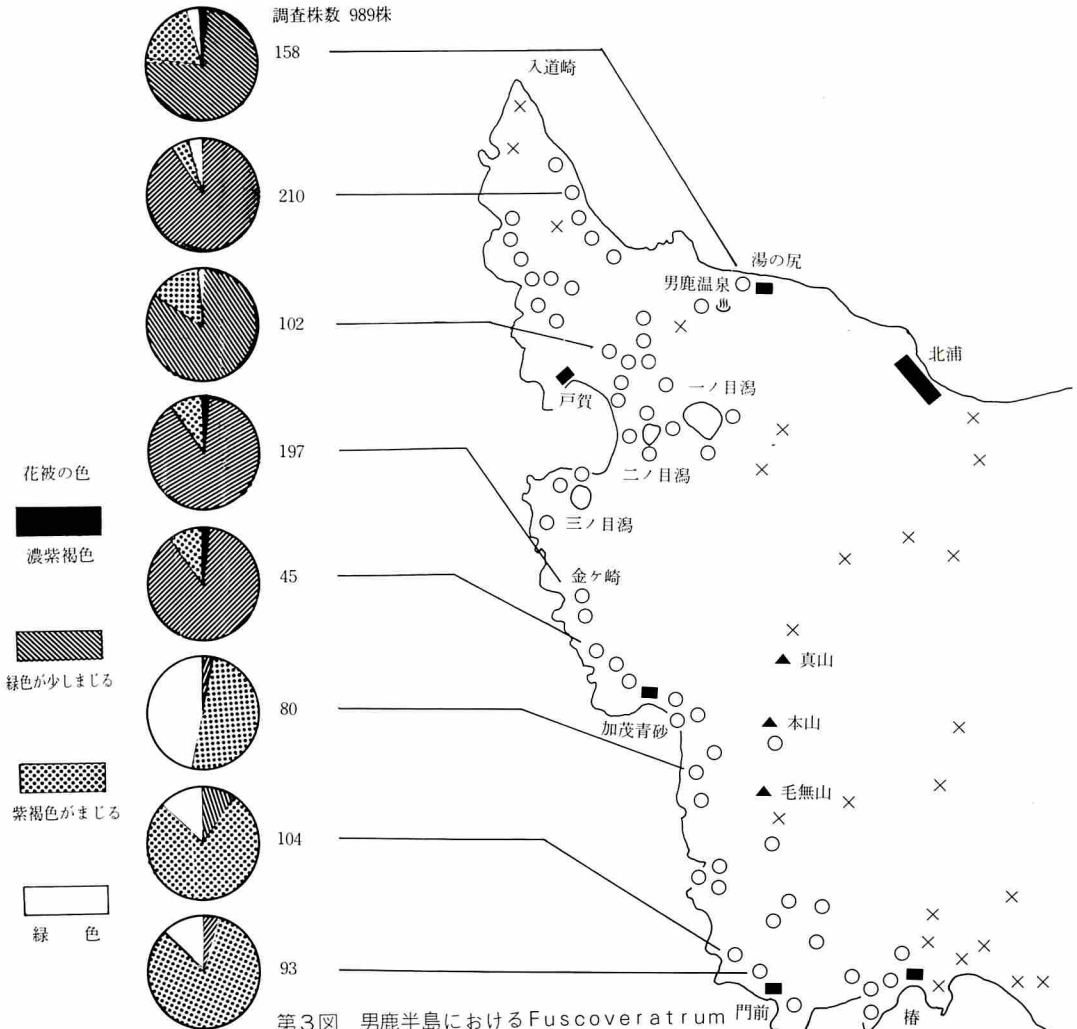 調査株数 989株
158
入道崎
210
湯の尻
男鹿温泉
102
北浦
戸賀
一ノ目潟
197
花被の色
二ノ目潟
三ノ目潟
濃紫褐色
45
金ケ崎
緑色が少しまじる
真山
80
本山
加茂青砂
紫褐色がまじる
毛無山
104
緑 色
93
門前
椿
第3図 男鹿半島におけるFuscoveratrum